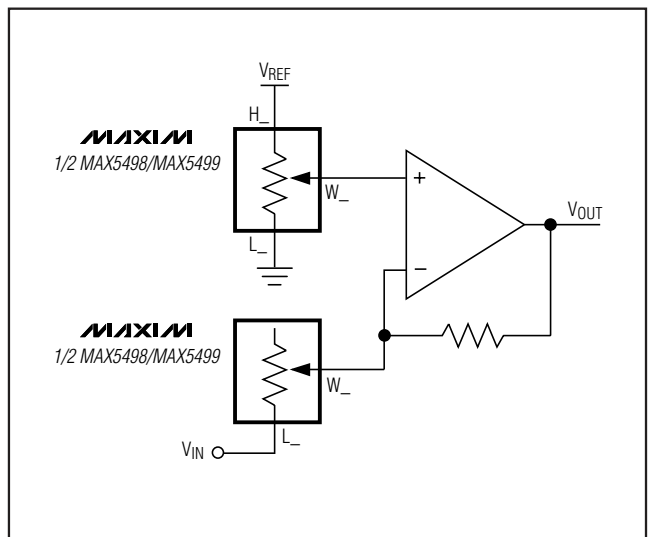 VREF
H_
MAXIM
1/2 MAX5498/MAX5499
W_
L_
+
−
VOUT
MAXIM
1/2 MAX5498/MAX5499
W_
L_
VIN